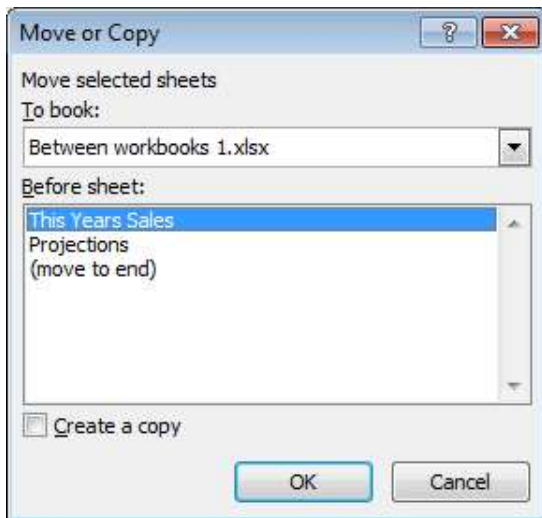 Move or Copy
Move selected sheets
To book:
Between workbooks 1.xlsx
Before sheet:
This Years Sales
Projections
(move to end)
Create a copy
OK Cancel